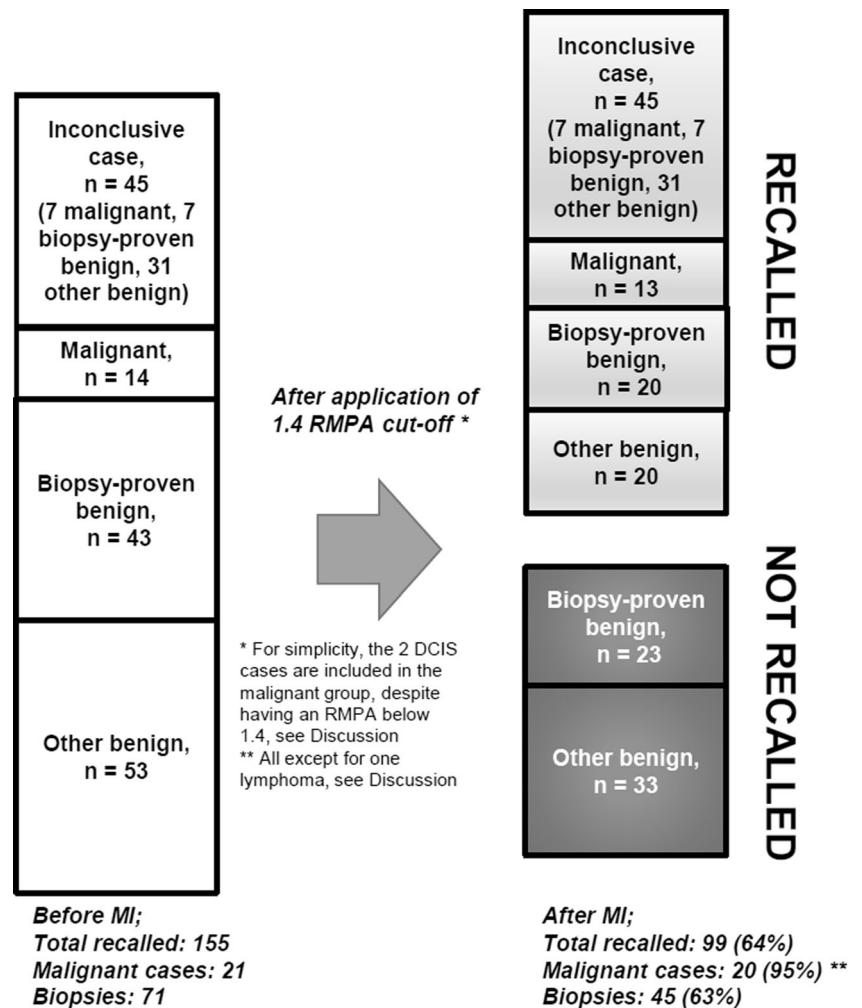 Inconclusive
case,
n = 45
(7 malignant, 7
biopsy-proven
benign, 31
other benign)
Malignant,
n = 14
Biopsy-proven
benign,
n = 43
Other benign,
n = 53
Before MI;
Total recalled: 155
Malignant cases: 21
Biopsies: 71
After application of
1.4 RMPA cut-off *
* For simplicity, the 2 DCIS
cases are included in the
malignant group, despite
having an RMPA below
1.4, see Discussion
** All except for one
lymphoma, see Discussion
Inconclusive
case,
n = 45
(7 malignant, 7
biopsy-proven
benign, 31
other benign)
Malignant,
n = 13
Biopsy-proven
benign,
n = 20
Other benign,
n = 20
RECALLED
Biopsy-proven
benign,
n = 23
Other benign,
n = 33
NOT RECALLED
After MI;
Total recalled: 99 (64%)
Malignant cases: 20 (95%) **
Biopsies: 45 (63%)